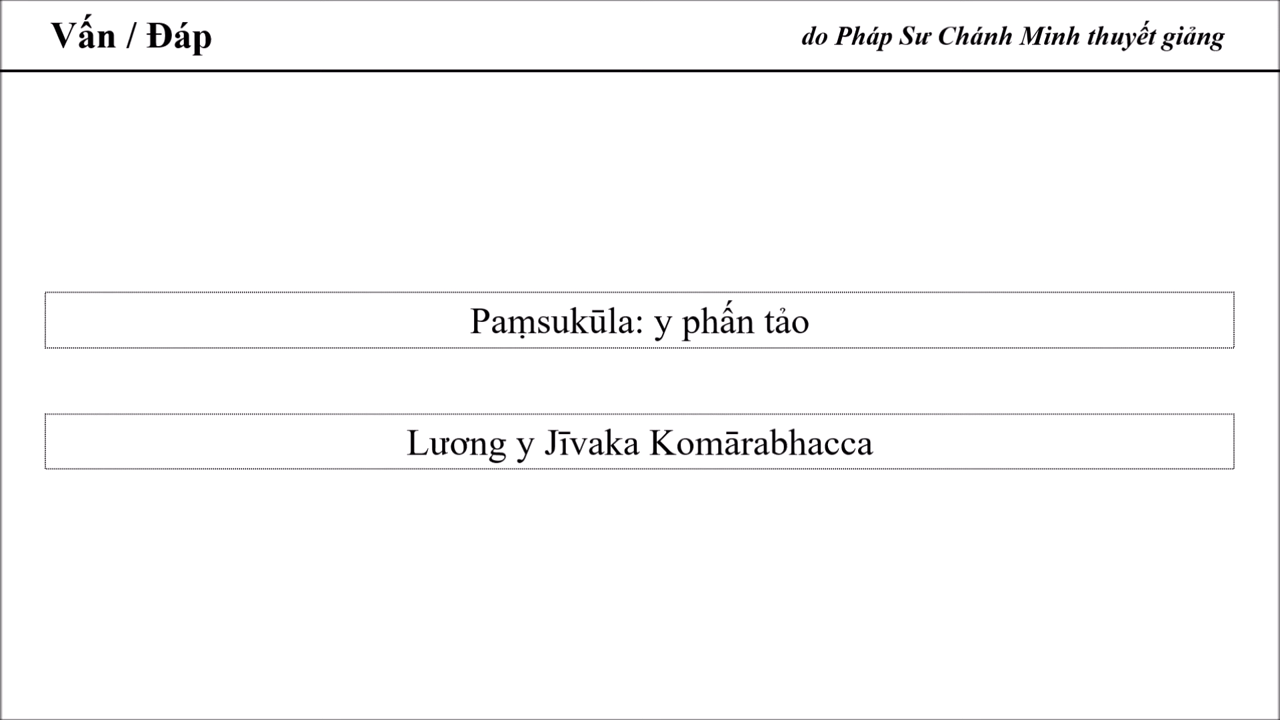 Vấn / Đáp
do Pháp Sư Chánh Minh thuyết giảng
Paṃsukūla: y phấn tảo
Lương y Jīvaka Komārabhacca